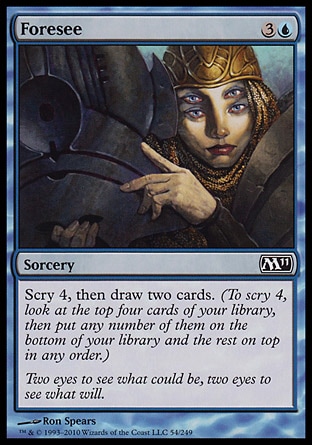 Foresee 3
Sorcery M11
Scry 4, then draw two cards. (To scry 4,
look at the top four cards of your library,
then put any number of them on the
bottom of your library and the rest on top
in any order.)
Two eyes to see what could be, two eyes to
see what will.
Ron Spears
™ & © 1993–2010 Wizards of the Coast LLC 54/249